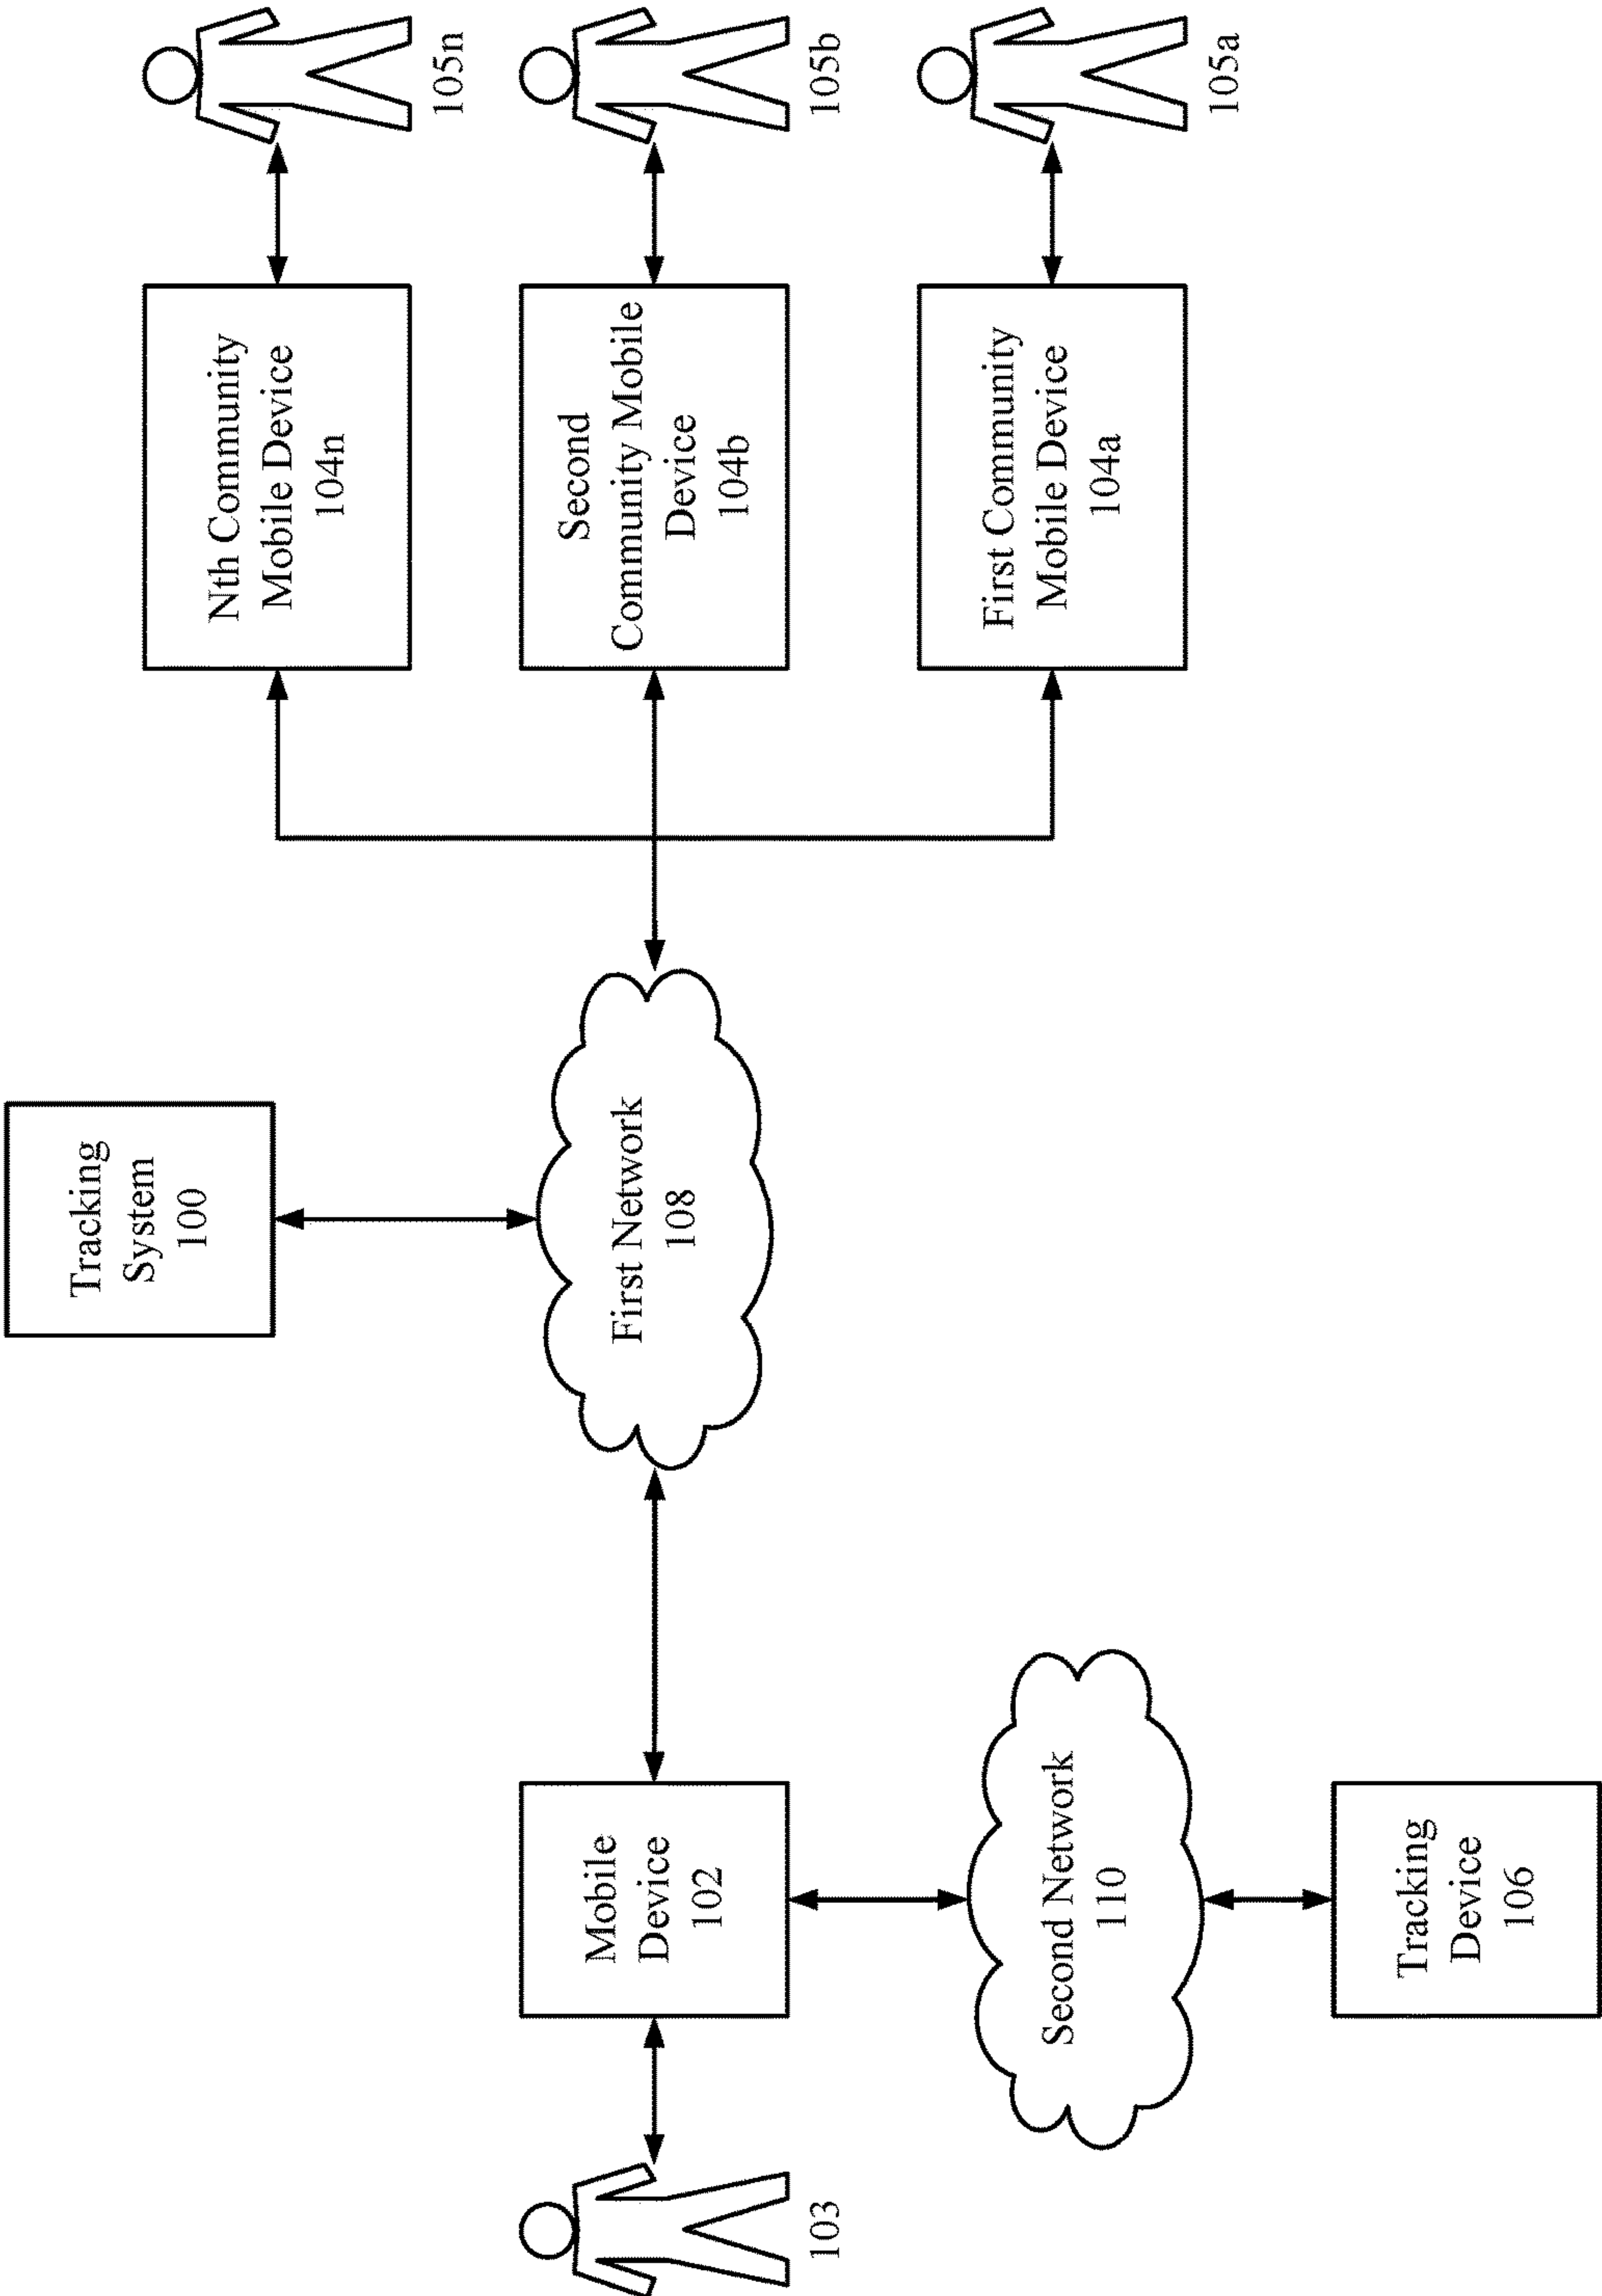 Tracking
System
100
Nth Community
Mobile Device
104n
105n
103
Mobile
Device
102
First Network
108
Second
Community Mobile
Device
104b
105b
Second Network
110
First Community
Mobile Device
104a
105a
Tracking
Device
106